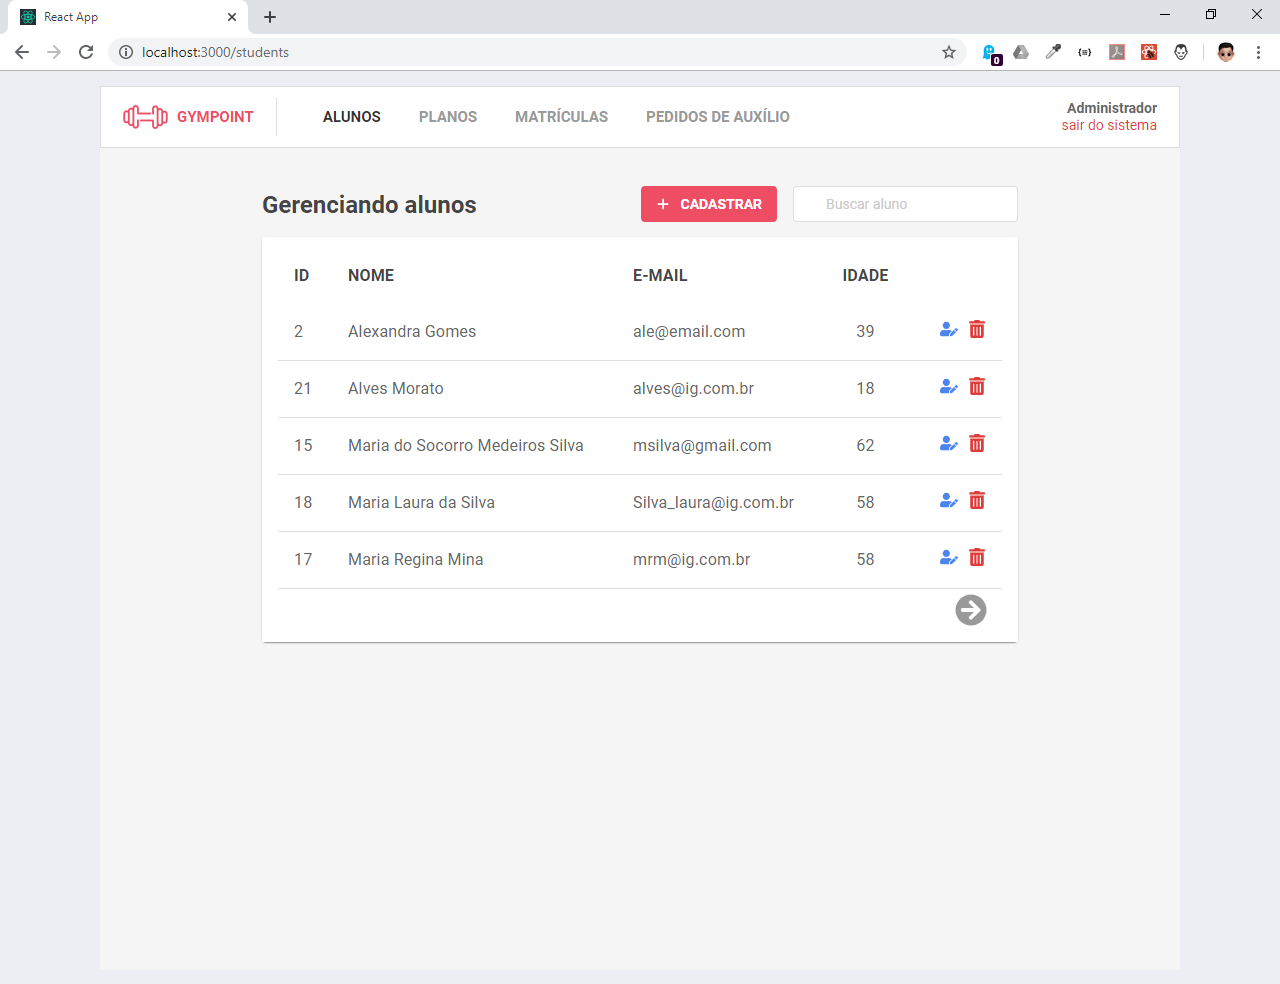 React App
localhost:3000/students
0
GYMPOINT
ALUNOS PLANOS MATRÍCULAS PEDIDOS DE AUXÍLIO
Administrador
sair do sistema
Gerenciando alunos
CADASTRAR
Buscar aluno
ID NOME E-MAIL IDADE
2 Alexandra Gomes ale@email.com 39
21 Alves Morato alves@ig.com.br 18
15 Maria do Socorro Medeiros Silva msilva@gmail.com 62
18 Maria Laura da Silva Silva_laura@ig.com.br 58
17 Maria Regina Mina mrm@ig.com.br 58